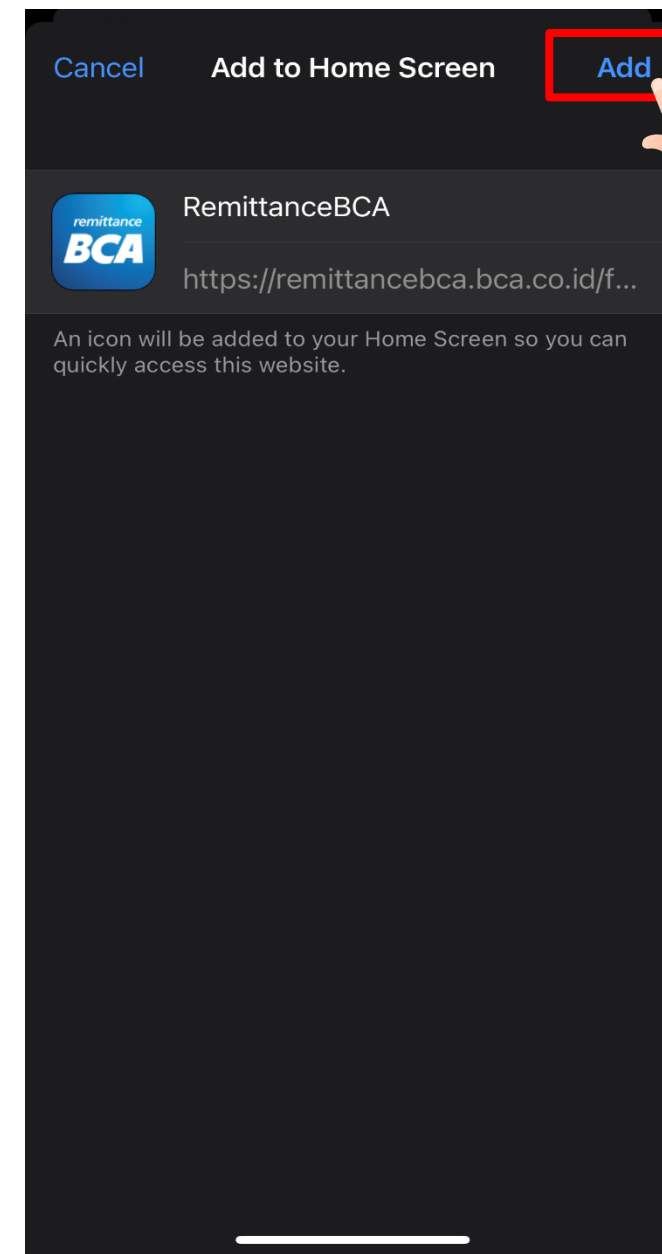 Cancel
Add to Home Screen
Add
remittance
BCA
RemittanceBCA
https://remittancebca.bca.co.id/f...
An icon will be added to your Home Screen so you can
quickly access this website.